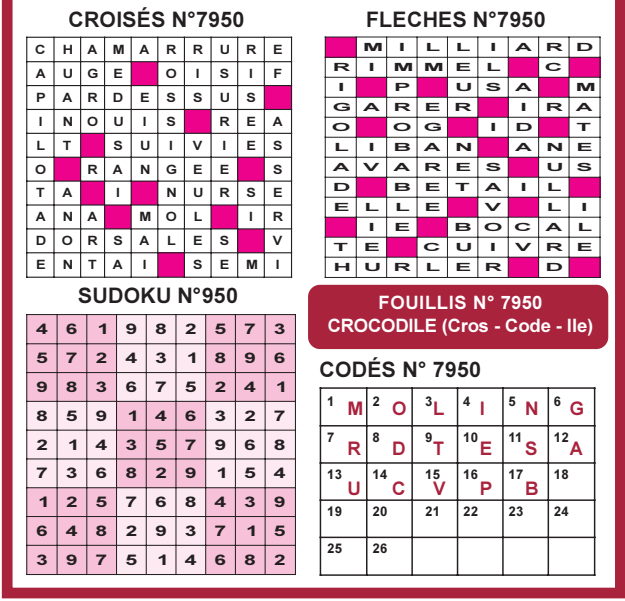 CROISÉS N°7950
C H A M A R R U R E
A U G E O I S I F
P A R D E S S U S
I N O U I S R E A
L T S U I V I E S
O R A N G E E S
T A I N U R S E
A N A M O L I R
D O R S A L E S V
E N T A I S E M I
FLECHES N°7950
M I L L I A R D
R I M M E L C
I P U S A M
G A R E R I R A
O O G I D T
L I B A N A N E
A V A R E S U S
D B E T A I L
E L L E V L I
I E B O C A L
T E C U I V R E
H U R L E R D
SUDOKU N°950
4 6 1 9 8 2 5 7 3
5 7 2 4 3 1 8 9 6
9 8 3 6 7 5 2 4 1
8 5 9 1 4 6 3 2 7
2 1 4 3 5 7 9 6 8
7 3 6 8 2 9 1 5 4
1 2 5 7 6 8 4 3 9
6 4 8 2 9 3 7 1 5
3 9 7 5 1 4 6 8 2
FOUILLIS N° 7950
CROCODILE (Cros - Code - Ile)
CODÉS N° 7950
1 M 2 O 3 L 4 I 5 N 6 G
7 R 8 D 9 T 10 E 11 S 12 A
13 U 14 C 15 V 16 P 17 B 18
19 20 21 22 23 24
25 26